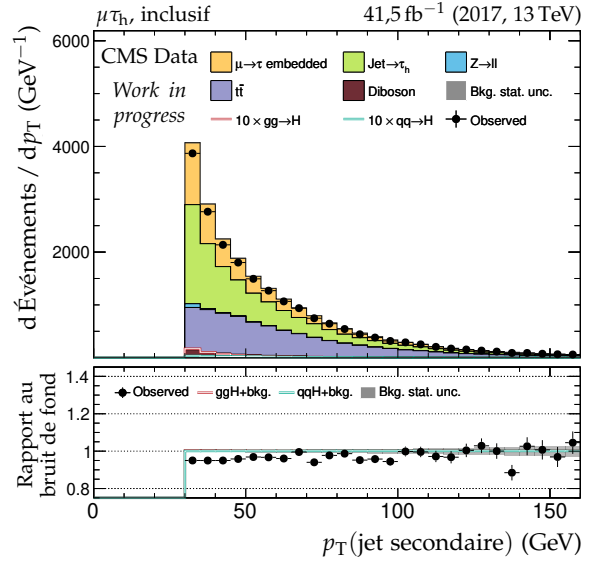 μτh, inclusif 41,5 fb⁻¹ (2017, 13 TeV)
6000
CMS Data
μ→τ embedded Jet→τh Z→ll
Work in tt̄ Diboson Bkg. stat. unc.
progress 10 × gg→H 10 × qq→H Observed
4000
2000
d Événements / dpT (GeV⁻¹)
1.4
Observed ggH+bkg. qqH+bkg. Bkg. stat. unc.
1.2
1
0.8
Rapport au
bruit de fond
0 50 100 150
pT(jet secondaire) (GeV)